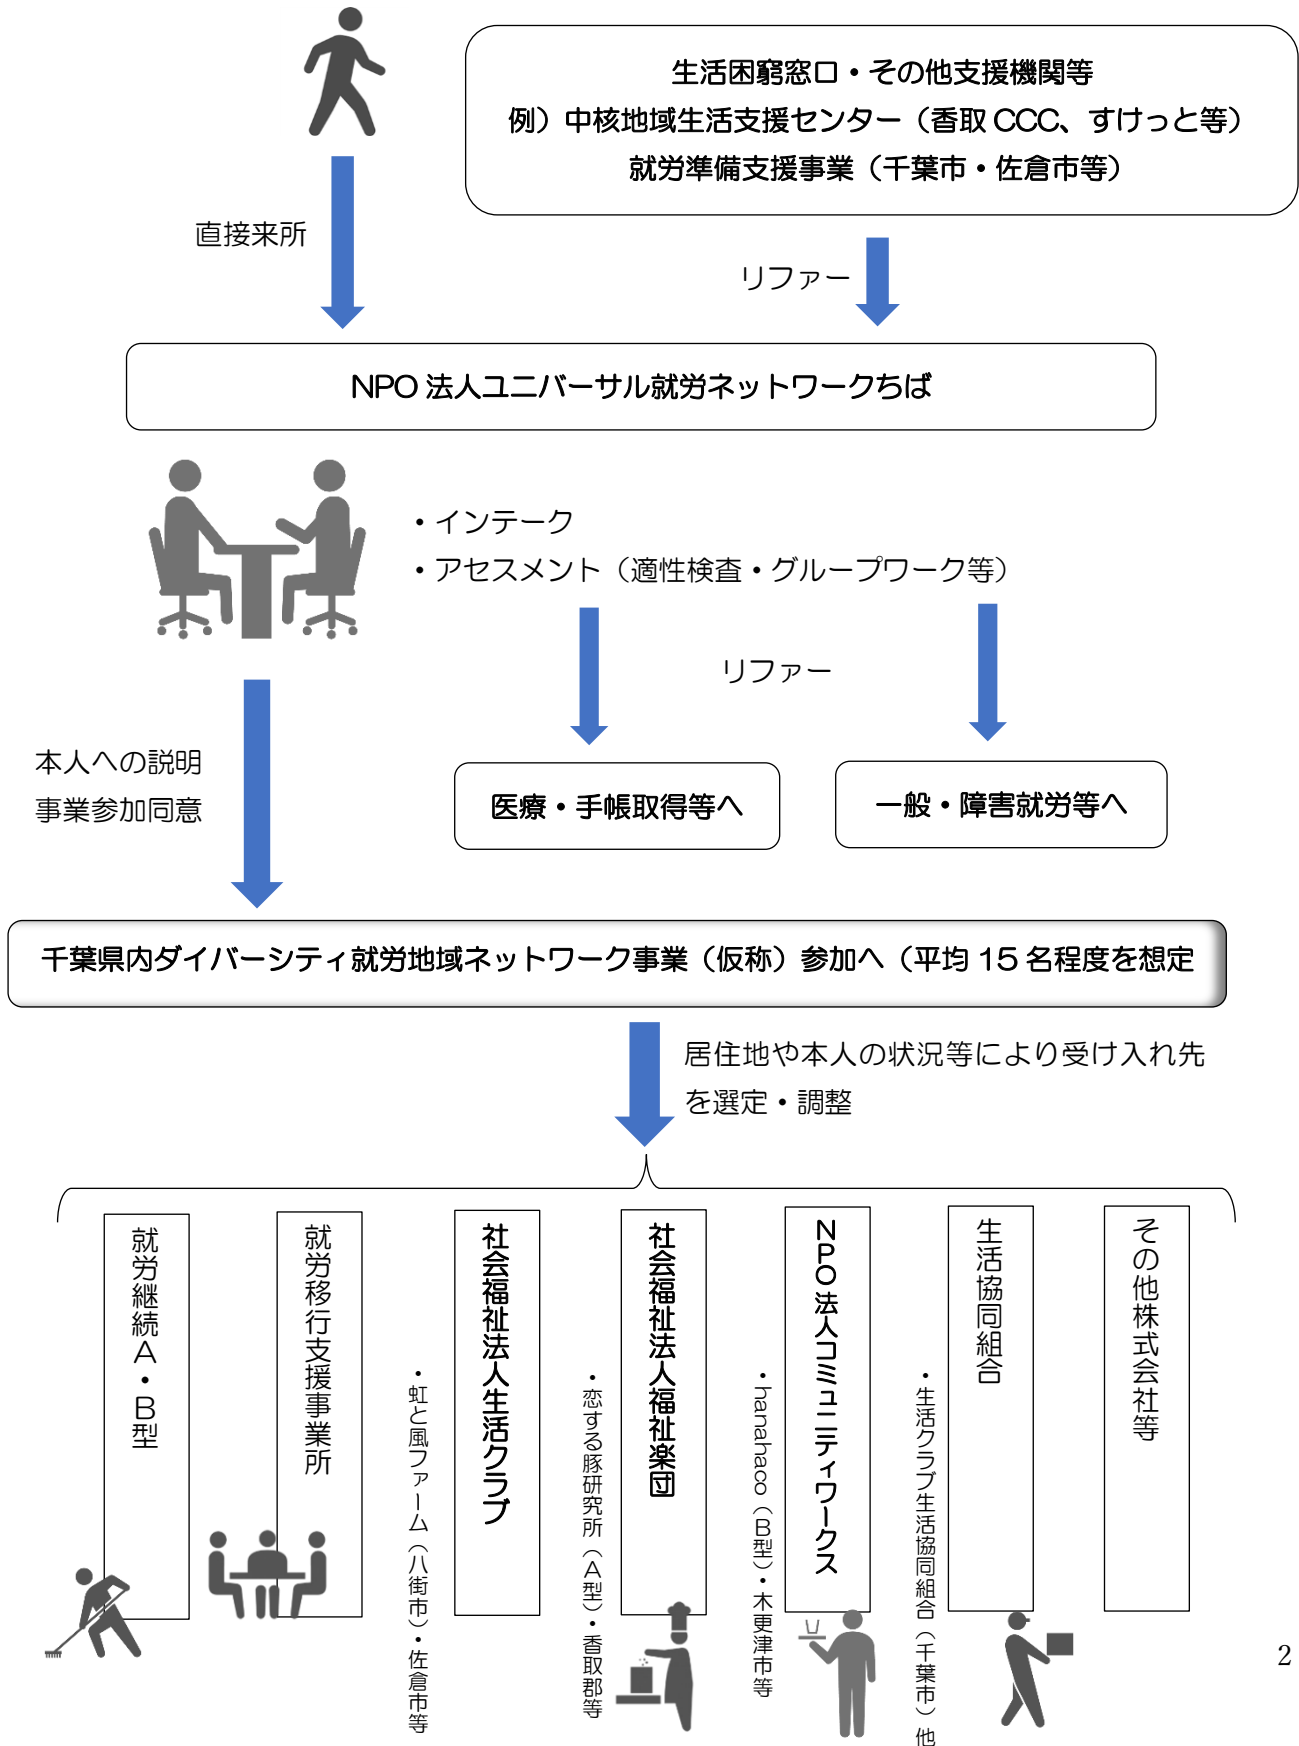 生活困窮窓口・その他支援機関等
例）中核地域生活支援センター（香取 CCC、すけっと等）
就労準備支援事業（千葉市・佐倉市等）
直接来所
リファー
NPO 法人ユニバーサル就労ネットワークちば
・インテーク
・アセスメント（適性検査・グループワーク等）
リファー
本人への説明
事業参加同意
医療・手帳取得等へ
一般・障害就労等へ
千葉県内ダイバーシティ就労地域ネットワーク事業（仮称）参加へ（平均 15 名程度を想定
居住地や本人の状況等により受け入れ先
を選定・調整
就労継続A・B型
就労移行支援事業所
社会福祉法人生活クラブ
・虹と風ファーム（八街市）・佐倉市等
社会福祉法人福祉楽団
・恋する豚研究所（A型）・香取郡等
NPO法人コミュニティワークス
・hanahaco（B型）・木更津市等
生活協同組合
・生活クラブ生活協同組合（千葉市）他
その他株式会社等
2